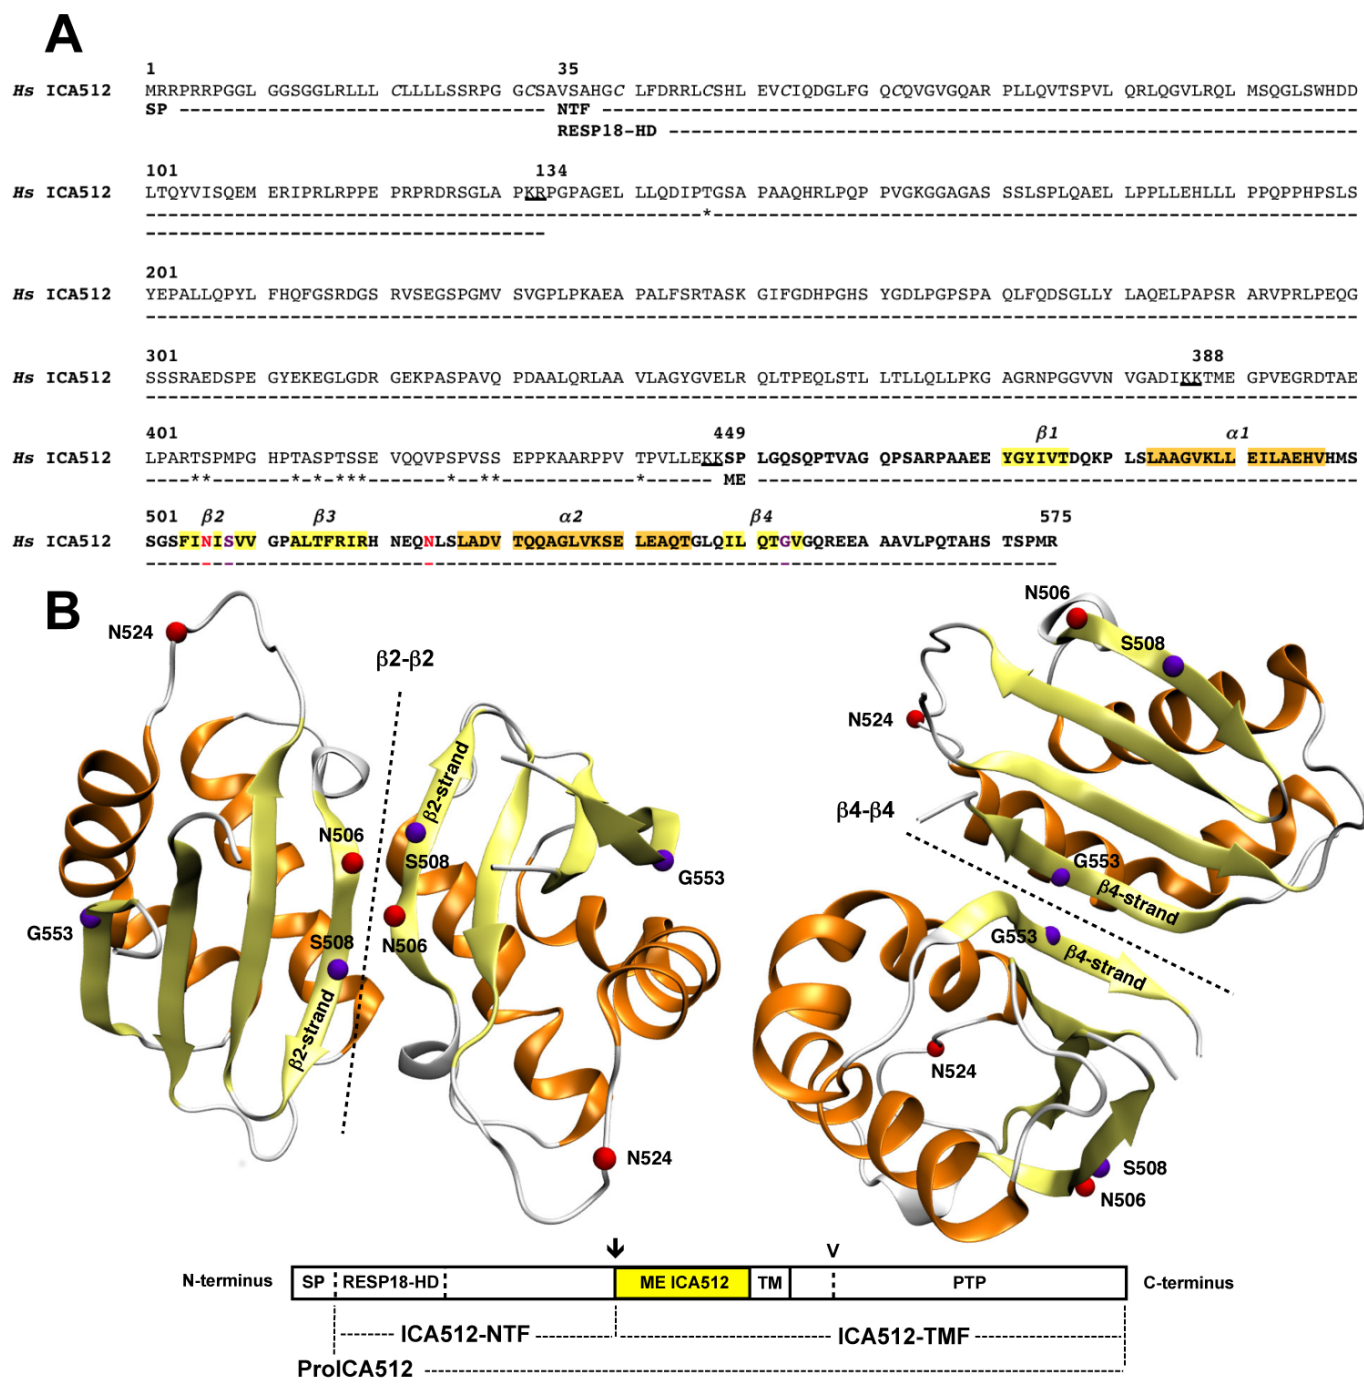 A
1 35
Hs ICA512 MRRPRRPGGL GGSGGLRLLL CLLLLSSRPG GCSAVSAHGC LFDRRLCSHL EVCIQDGLFG QCQVGVGQAR PLLQVTSPVL QRLQGVLRQL MSQGLSWHDD
SP NTF
RESP18-HD
101 134
Hs ICA512 LTQYVISQEM ERIPRLRPPE PRPRDRSGLA PKRPGPAGEL LLQDIPTGSA PAAQHRLPQP PVGKGGAGAS SSLSPLQAEL LPPLLEHLLL PPQPPHPSLS
*
201
Hs ICA512 YEPALLQPYL FHQFGSRDGS RVSEGSPGMV SVGPLPKAEA PALFSRTASK GIFGDHPGHS YGDLPGPSPA QLFQDSGLLY LAQELPAPSR ARVPRLPEQG
301 388
Hs ICA512 SSSRAEDSPE GYEKEGLGDR GEKPASPAVQ PDAALQRLAA VLAGYGVELR QLTPEQLSTL LTLLQLLPKG AGRNPGGVVN VGADIKKTME GPVEGRDTAE
401 449 β1 α1
Hs ICA512 LPARTSPMPG HPTASPTSSE VQQVPSPVSS EPPKAARPPV TPVLLEKKSP LGQSQPTVAG QPSARPAAEE YGYIVTDQKP LSLAAGVKLL EILAEHVHMS
** * * *** * ** * ME
501 β2 β3 α2 β4 575
Hs ICA512 SGSFINISVV GPALTFRIRH NEQNLSLADV TQQAGLVKSE LEAQTGLQIL QTGVGQREEA AAVLPQTAHS TSPMR
B
N524
β2-β2
β2-strand
N506
S508
G553
S508
N506
G553
β2-strand
N524
N506
S508
N524
β4-β4
G553
β4-strand
G553
β4-strand
N524
S508
N506
V
N-terminus SP RESP18-HD ME ICA512 TM PTP C-terminus
ICA512-NTF ICA512-TMF
ProICA512